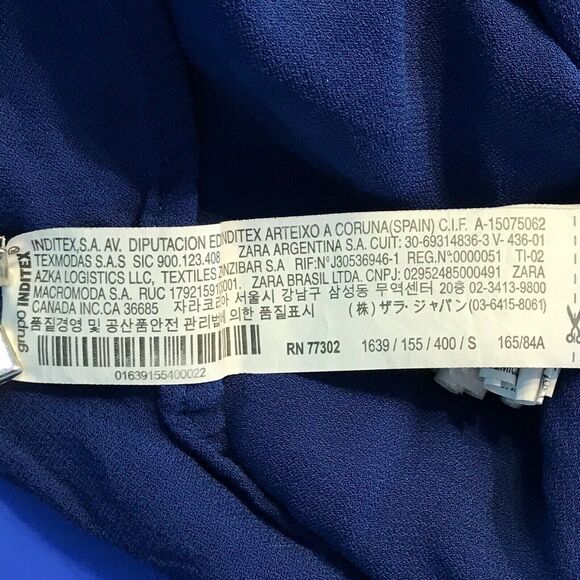 grupo INDITEX®
INDITEX,S.A. AV. DIPUTACION EDINDITEX ARTEIXO A CORUNA(SPAIN) C.I.F. A-15075062
TEXMODAS S.A.S SIC 900.123.408 ZARA ARGENTINA S.A. CUIT: 30-69314836-3 V- 436-01
AZKA LOGISTICS LLC, TEXTILES ZINZIBAR S.A RIF:N°J30536946-1 REG.N°:0000051 TI-02
MACROMODA S.A. RUC 1792159103001. ZARA BRASIL LTDA. CNPJ: 02952485000491 ZARA
CANADA INC.CA 36685 자라코리아 서울시 강남구 삼성동 무역센터 20층 02-3413-9800
품질경영 및 공산품안전 관리법에 의한 품질표시 (株) ザラ・ジャパン (03-6415-8061)
RN 77302 1639 / 155 / 400 / S 165/84A
01639155400022